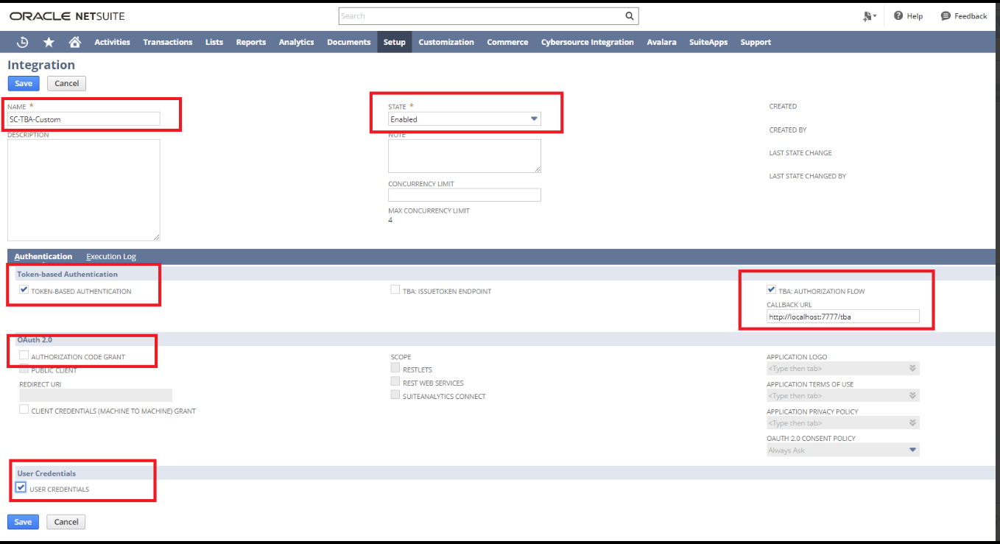 ORACLE NETSUITE
Search
Help
Feedback
Activities Transactions Lists Reports Analytics Documents Setup Customization Commerce Cybersource Integration Avalara SuiteApps Support
Integration
Save Cancel
NAME *
SC-TBA-Custom
DESCRIPTION
STATE *
Enabled
NOTE
CONCURRENCY LIMIT
MAX CONCURRENCY LIMIT
4
CREATED
CREATED BY
LAST STATE CHANGE
LAST STATE CHANGED BY
Authentication Execution Log
Token-based Authentication
TOKEN-BASED AUTHENTICATION
TBA: ISSUETOKEN ENDPOINT
TBA: AUTHORIZATION FLOW
CALLBACK URL
http://localhost:7777/tba
OAuth 2.0
AUTHORIZATION CODE GRANT
PUBLIC CLIENT
REDIRECT URI
CLIENT CREDENTIALS (MACHINE TO MACHINE) GRANT
SCOPE
RESTLETS
REST WEB SERVICES
SUITEANALYTICS CONNECT
APPLICATION LOGO
<Type then tab>
APPLICATION TERMS OF USE
<Type then tab>
APPLICATION PRIVACY POLICY
<Type then tab>
OAUTH 2.0 CONSENT POLICY
Always Ask
User Credentials
USER CREDENTIALS
Save Cancel